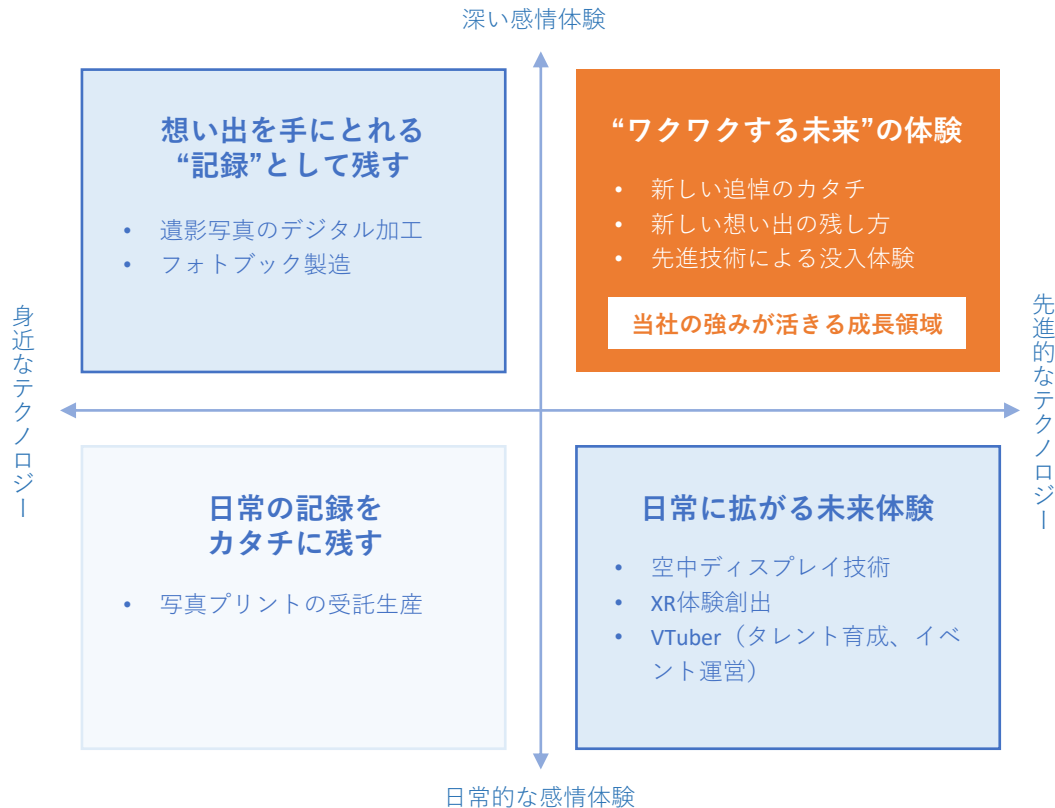 深い感情体験
想い出を手にとれる
“記録”として残す
• 遺影写真のデジタル加工
• フォトブック製造
“ワクワクする未来”の体験
• 新しい追悼のカタチ
• 新しい想い出の残し方
• 先進技術による没入体験
当社の強みが活きる成長領域
身近なテクノロジー
先進的なテクノロジー
日常の記録を
カタチに残す
• 写真プリントの受託生産
日常に拡がる未来体験
• 空中ディスプレイ技術
• XR体験創出
• VTuber（タレント育成、イベ
ント運営）
日常的な感情体験